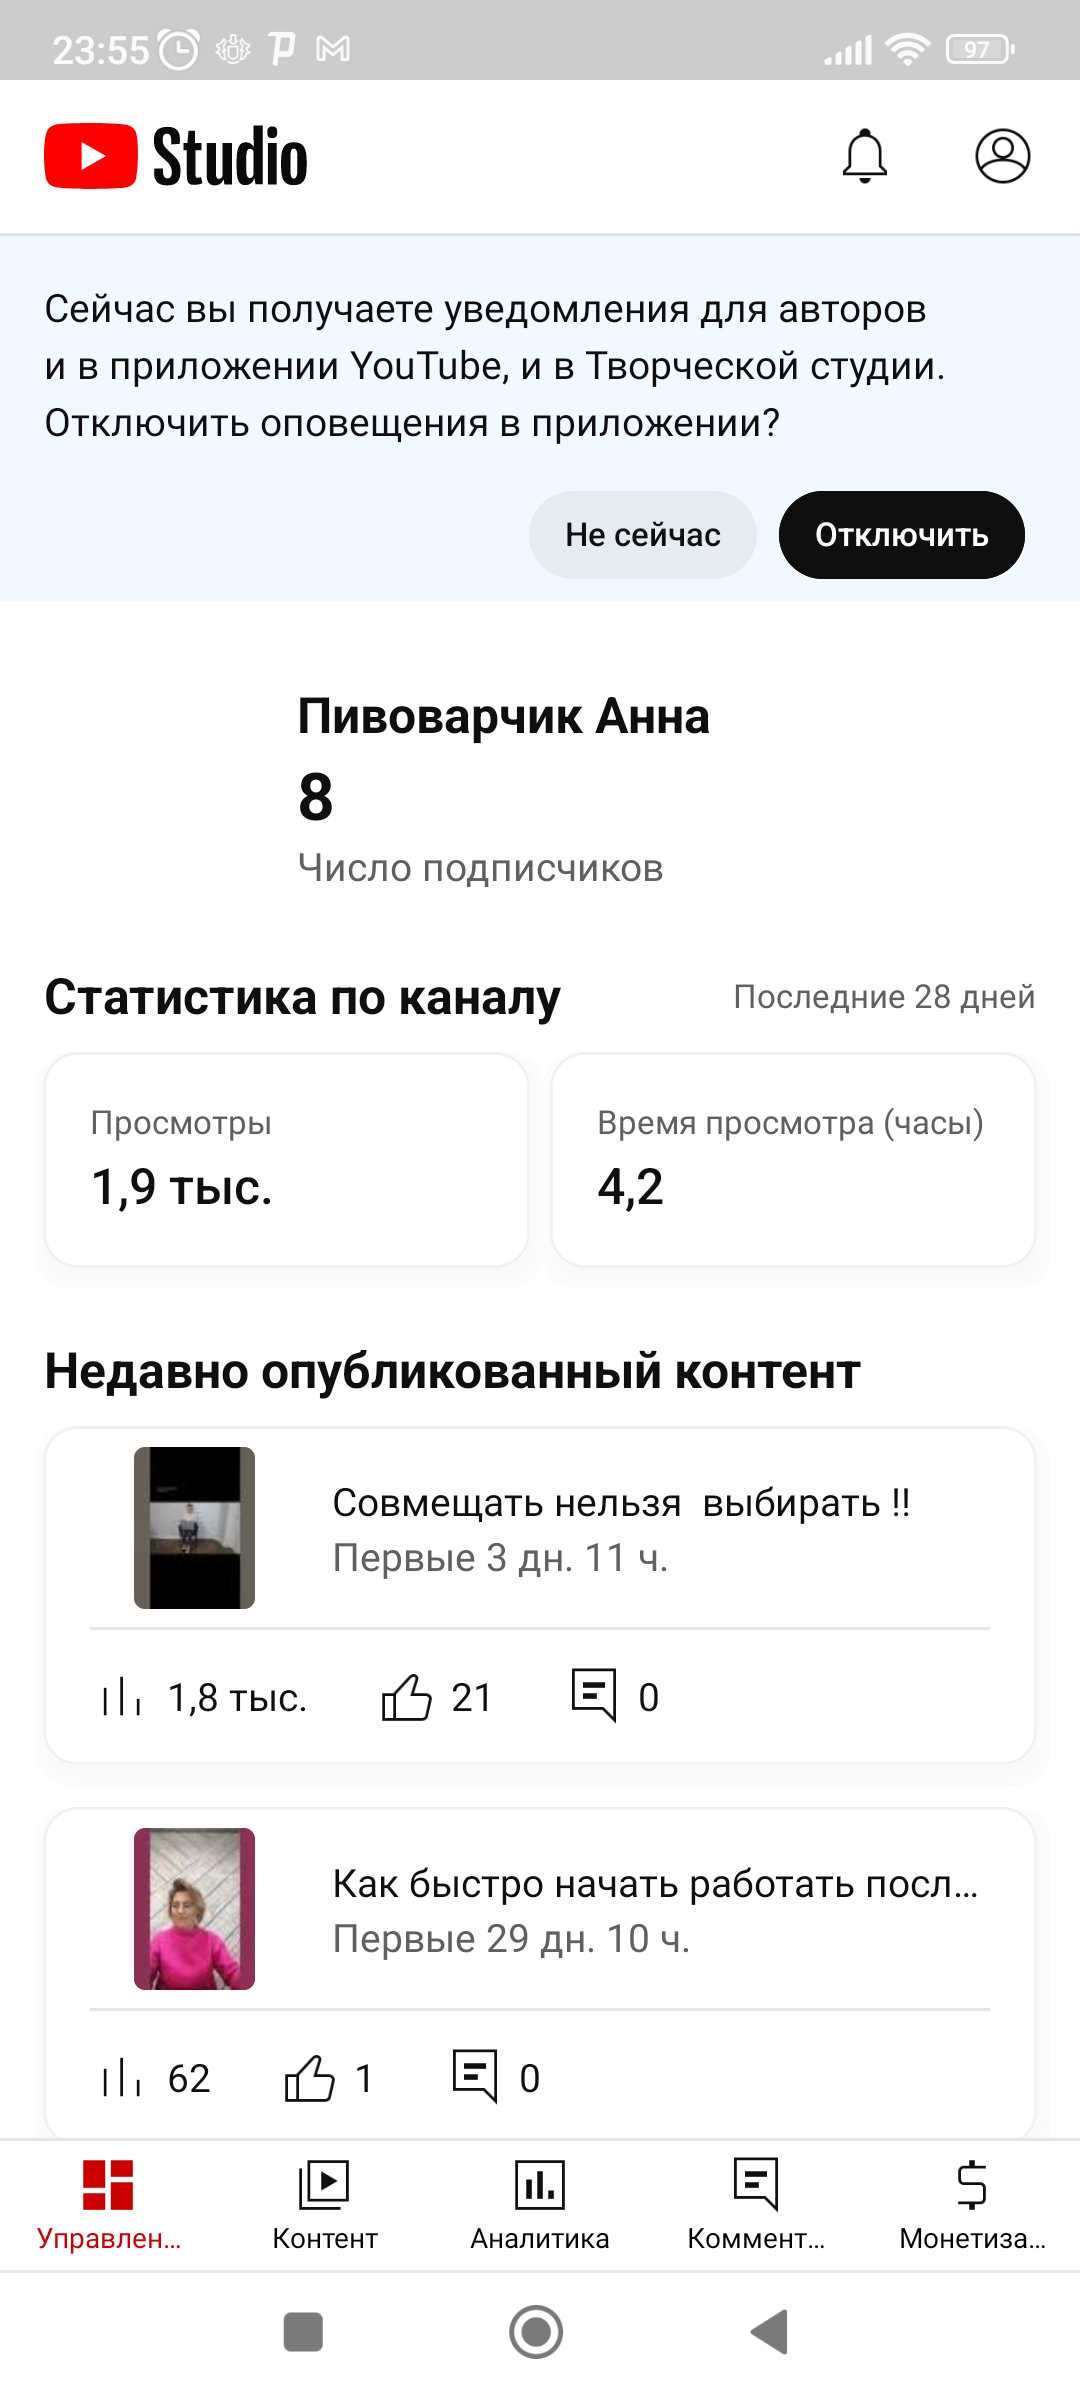 23:55
97
Studio
Сейчас вы получаете уведомления для авторов
и в приложении YouTube, и в Творческой студии.
Отключить оповещения в приложении?
Не сейчас
Отключить
Пивоварчик Анна
8
Число подписчиков
Статистика по каналу
Последние 28 дней
Просмотры
1,9 тыс.
Время просмотра (часы)
4,2
Недавно опубликованный контент
Совмещать нельзя  выбирать !!
Первые 3 дн. 11 ч.
1,8 тыс.
21
0
Как быстро начать работать посл...
Первые 29 дн. 10 ч.
62
1
0
Управлен...
Контент
Аналитика
Коммент...
Монетиза...